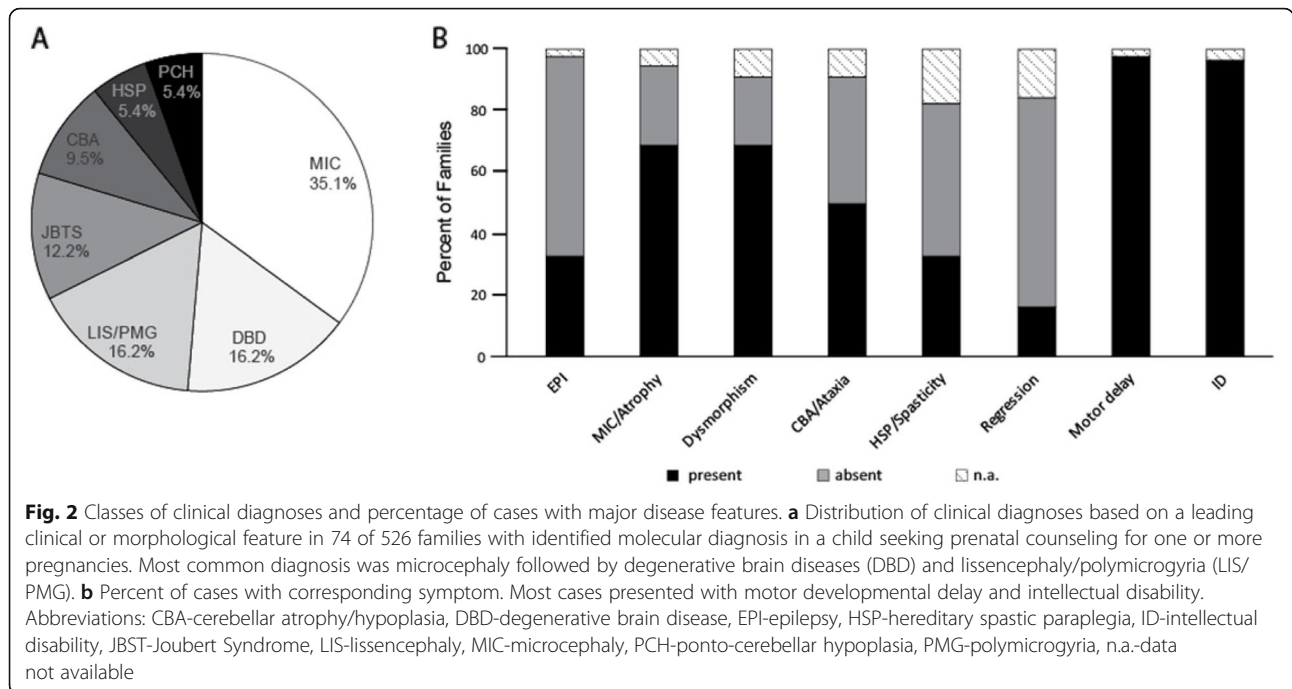 A
PCH
5.4%
HSP
5.4%
CBA
9.5%
JBTS
12.2%
LIS/PMG
16.2%
DBD
16.2%
MIC
35.1%
B
Percent of Families
100
80
60
40
20
0
EPI
MIC/Atrophy
Dysmorphism
CBA/Ataxia
HSP/Spasticity
Regression
Motor delay
ID
present absent n.a.
Fig. 2 Classes of clinical diagnoses and percentage of cases with major disease features. a Distribution of clinical diagnoses based on a leading
clinical or morphological feature in 74 of 526 families with identified molecular diagnosis in a child seeking prenatal counseling for one or more
pregnancies. Most common diagnosis was microcephaly followed by degenerative brain diseases (DBD) and lissencephaly/polymicrogyria (LIS/
PMG). b Percent of cases with corresponding symptom. Most cases presented with motor developmental delay and intellectual disability.
Abbreviations: CBA-cerebellar atrophy/hypoplasia, DBD-degenerative brain disease, EPI-epilepsy, HSP-hereditary spastic paraplegia, ID-intellectual
disability, JBST-Joubert Syndrome, LIS-lissencephaly, MIC-microcephaly, PCH-ponto-cerebellar hypoplasia, PMG-polymicrogyria, n.a.-data
not available